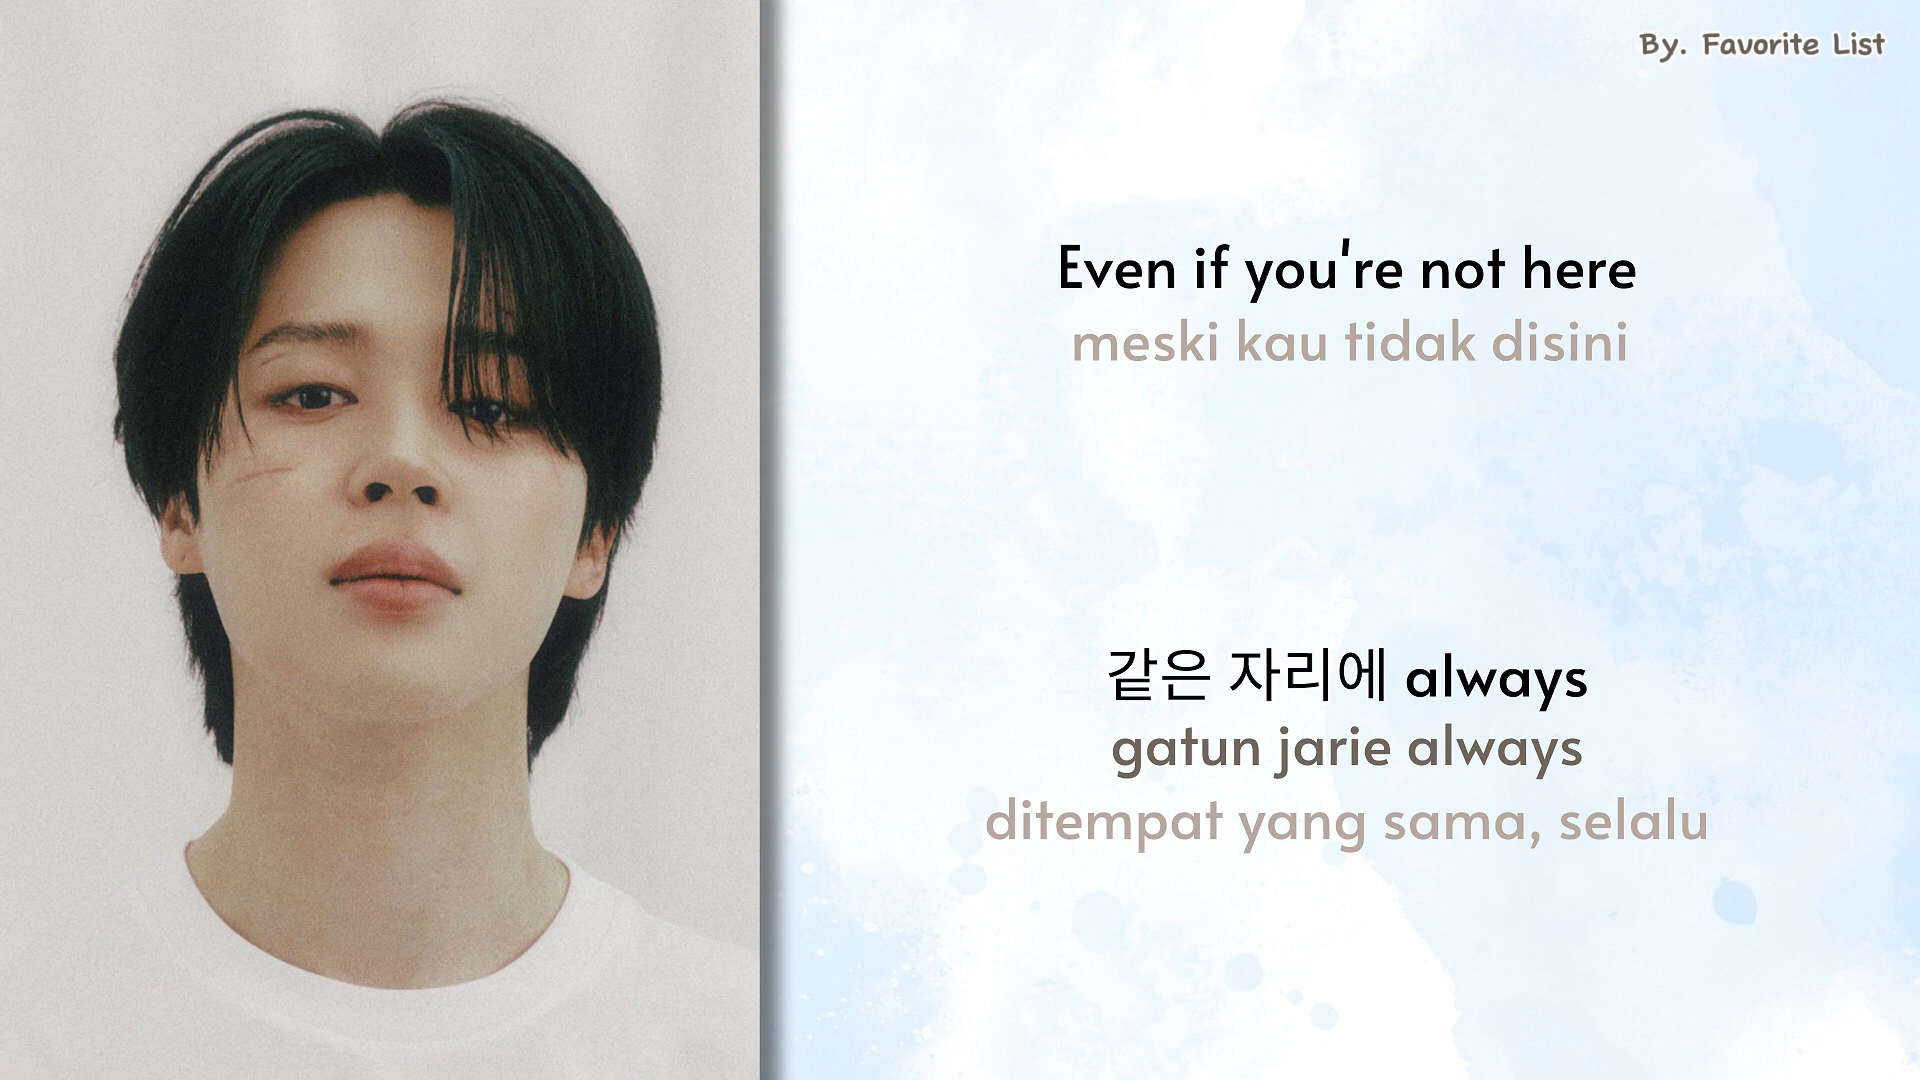 By. Favorite List
Even if you're not here
meski kau tidak disini
같은 자리에 always
gatun jarie always
ditempat yang sama, selalu